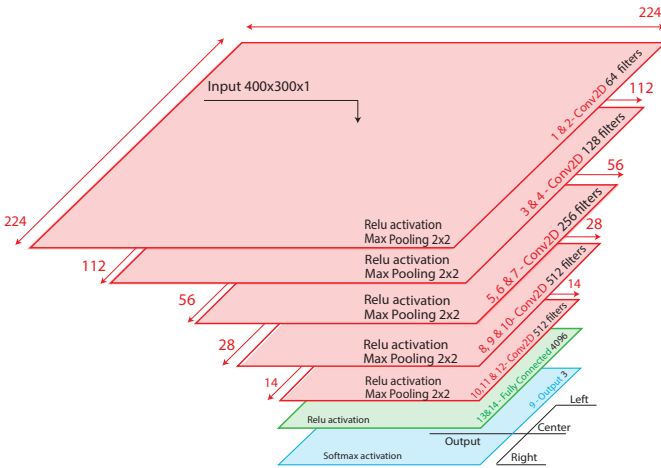 224
Input 400x300x1
1 & 2- Conv2D 64 filters
112
224
Relu activation
Max Pooling 2x2
3 & 4 - Conv2D 128 filters
56
112
Relu activation
Max Pooling 2x2
5, 6 & 7 - Conv2D 256 filters
28
56
Relu activation
Max Pooling 2x2
8, 9 & 10- Conv2D 512 filters
14
28
Relu activation
Max Pooling 2x2
10,11 & 12- Conv2D 512 filters
14
Relu activation
Max Pooling 2x2
13&14 - Fully Connected 4096
Relu activation
9 - Output 3
Left
Center
Output
Right
Softmax activation